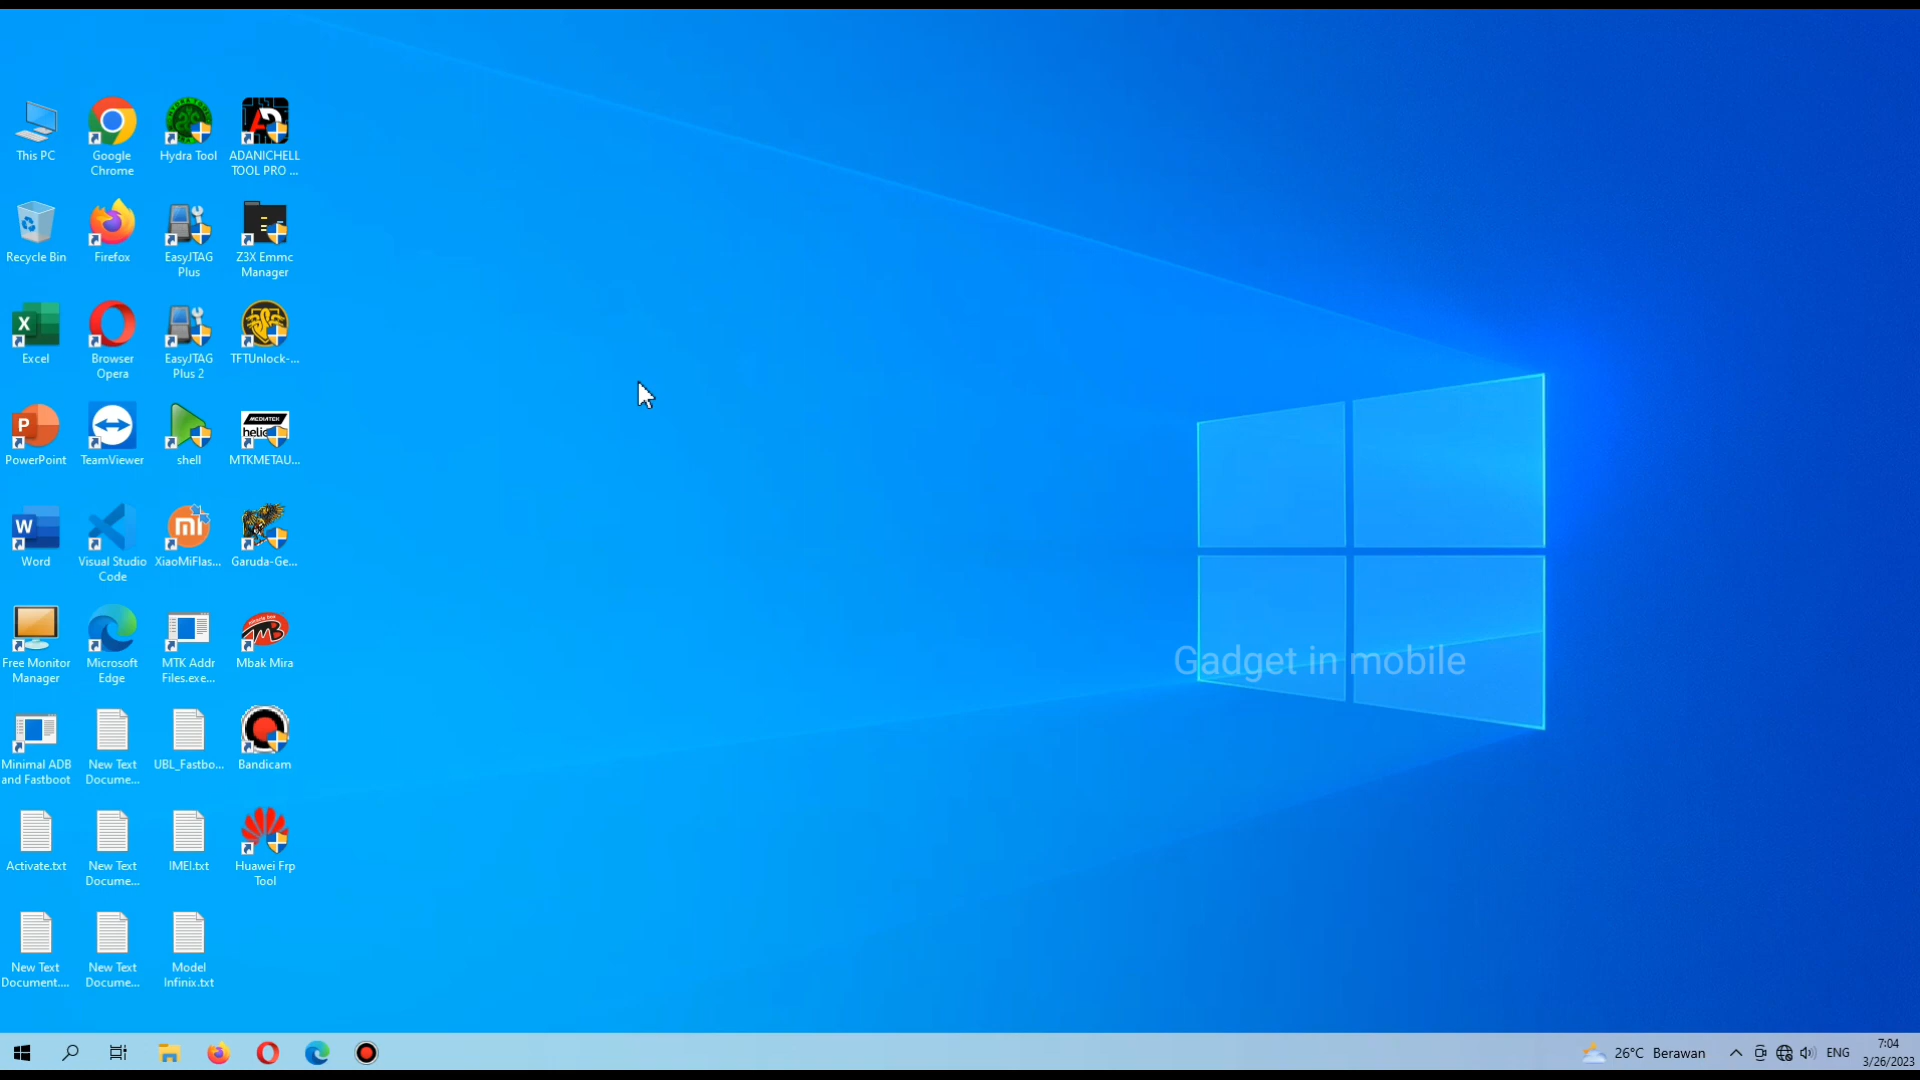 This PC
Google
Chrome
Hydra Tool
ADANICHELL
TOOL PRO ...
Recycle Bin
Firefox
EasyJTAG
Plus
Z3X Emmc
Manager
Excel
Browser
Opera
EasyJTAG
Plus 2
TFTUnlock-...
PowerPoint
TeamViewer
shell
MEDIATEK
helio
MTKMETAU...
Word
Visual Studio
Code
XiaoMiFlas...
Garuda-Ge...
Free Monitor
Manager
Microsoft
Edge
MTK Addr
Files.exe...
Mbak Mira
Gadget in mobile
Minimal ADB
and Fastboot
New Text
Docume...
UBL_Fastbo...
Bandicam
Activate.txt
New Text
Docume...
IMEI.txt
Huawei Frp
Tool
New Text
Document....
New Text
Docume...
Model
Infinix.txt
26°C Berawan
ENG
7:04
3/26/2023